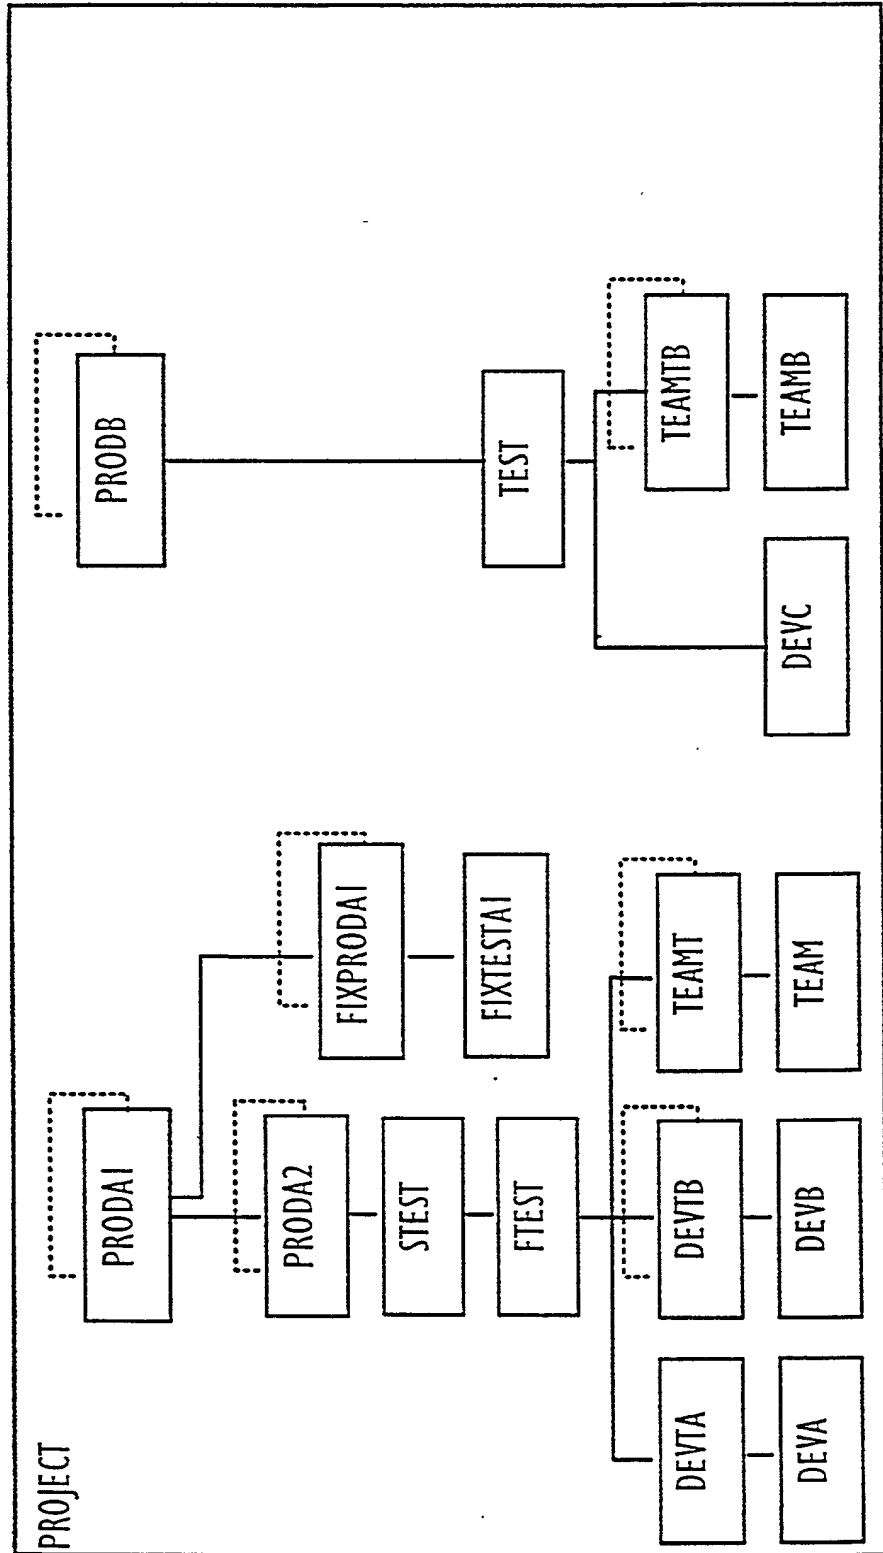 PROJECT
PRODA1
PRODB
PRODA2
FIXPRODA1
STEST
FIXTESTA1
TEST
FTEST
DEVTA
DEVTB
TEAMT
TEAMTB
DEVA
DEVB
TEAM
DEVC
TEAMB